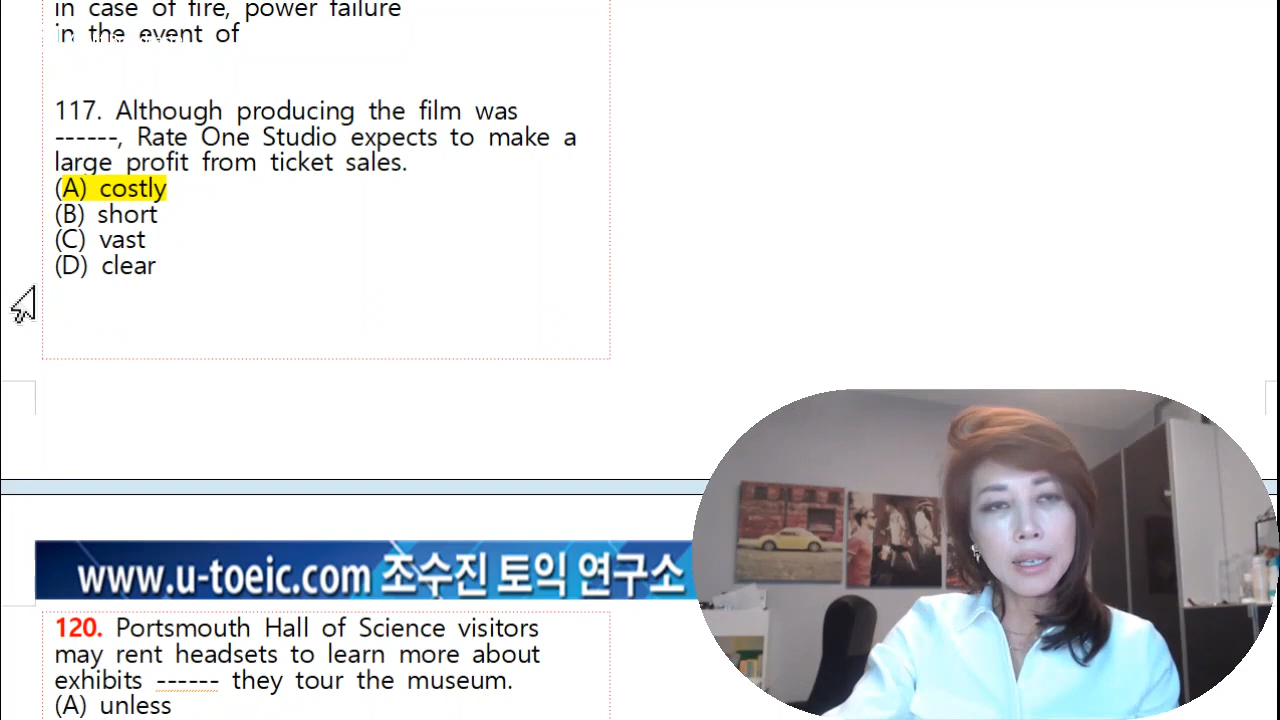 in case of fire, power failure
in the event of
117. Although producing the film was
------, Rate One Studio expects to make a
large profit from ticket sales.
(A) costly
(B) short
(C) vast
(D) clear
www.u-toeic.com 조수진 토익 연구소
120. Portsmouth Hall of Science visitors
may rent headsets to learn more about
exhibits ------ they tour the museum.
(A) unless